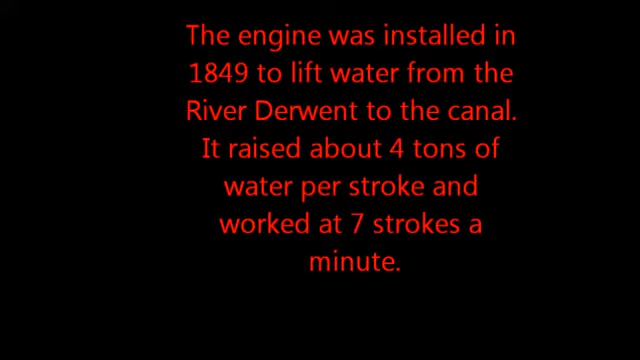 The engine was installed in
1849 to lift water from the
River Derwent to the canal.
It raised about 4 tons of
water per stroke and
worked at 7 strokes a
minute.